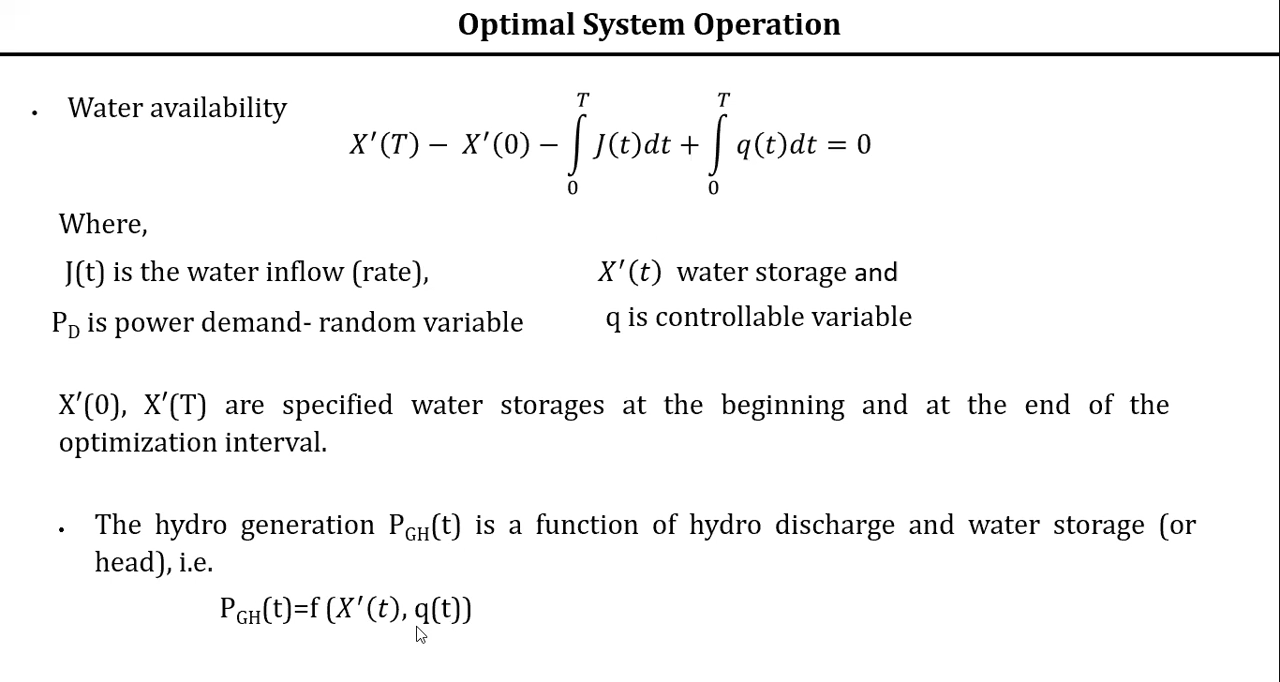 Optimal System Operation
. Water availability
X′(T) − X′(0) − ∫₀ᵀ J(t)dt + ∫₀ᵀ q(t)dt = 0
Where,
J(t) is the water inflow (rate), X′(t) water storage and
P_D is power demand- random variable q is controllable variable
X′(0), X′(T) are specified water storages at the beginning and at the end of the
optimization interval.
. The hydro generation P_GH(t) is a function of hydro discharge and water storage (or
head), i.e.
P_GH(t)=f (X′(t), q(t))